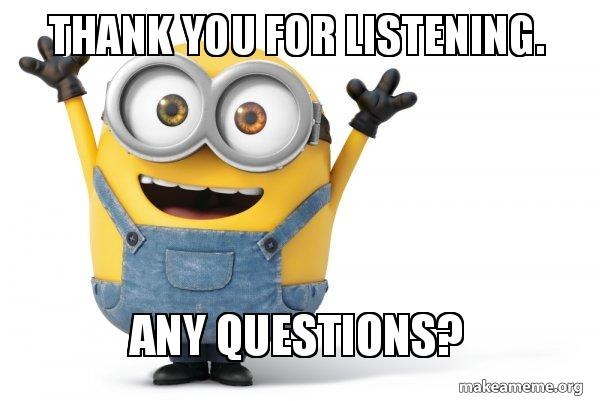 THANK YOU FOR LISTENING.
ANY QUESTIONS?
makeameme.org